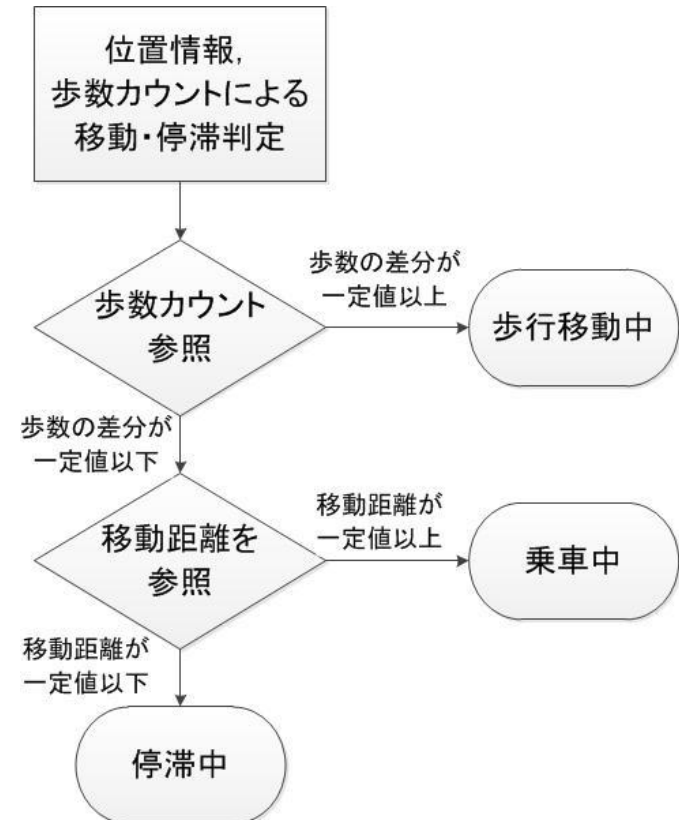 位置情報,
歩数カウントによる
移動・停滞判定
歩数カウント
参照
歩数の差分が
一定値以上
歩行移動中
歩数の差分が
一定値以下
移動距離を
参照
移動距離が
一定値以上
乗車中
移動距離が
一定値以下
停滞中